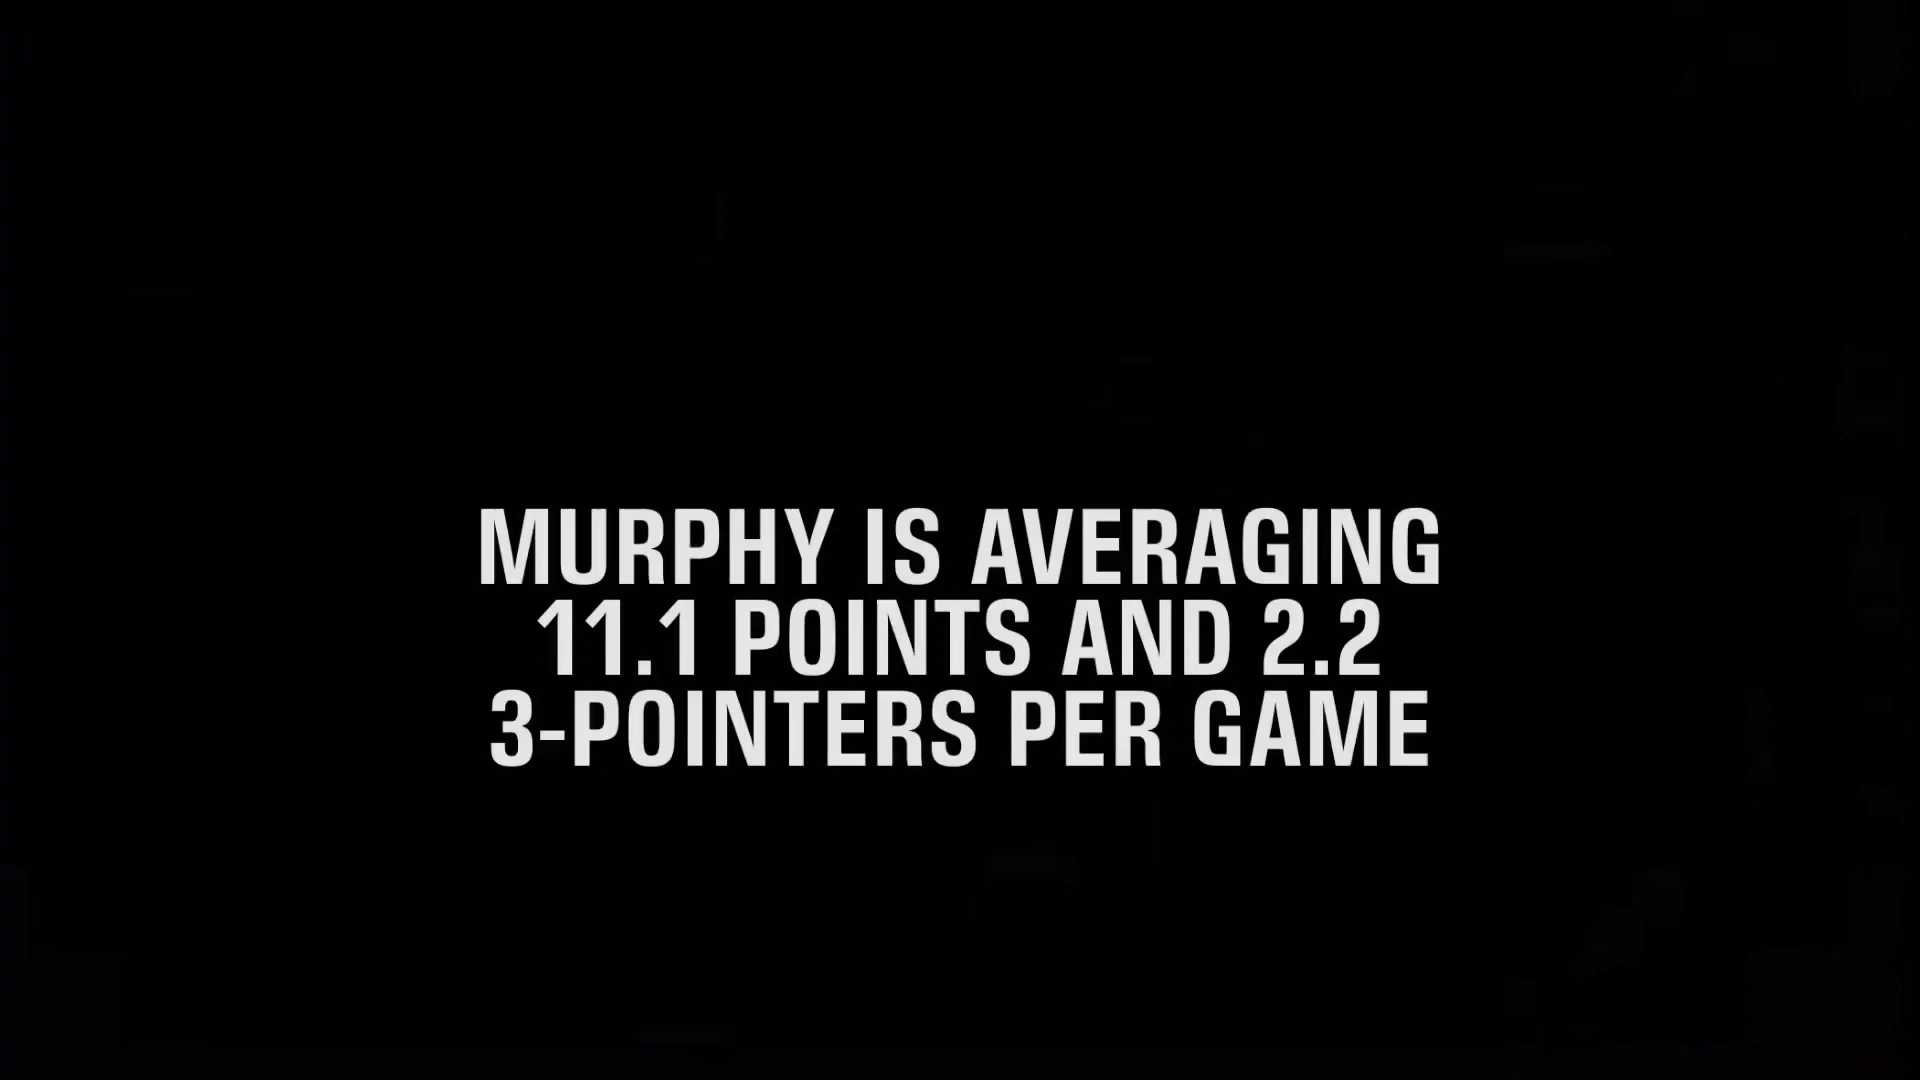 MURPHY IS AVERAGING
11.1 POINTS AND 2.2
3-POINTERS PER GAME